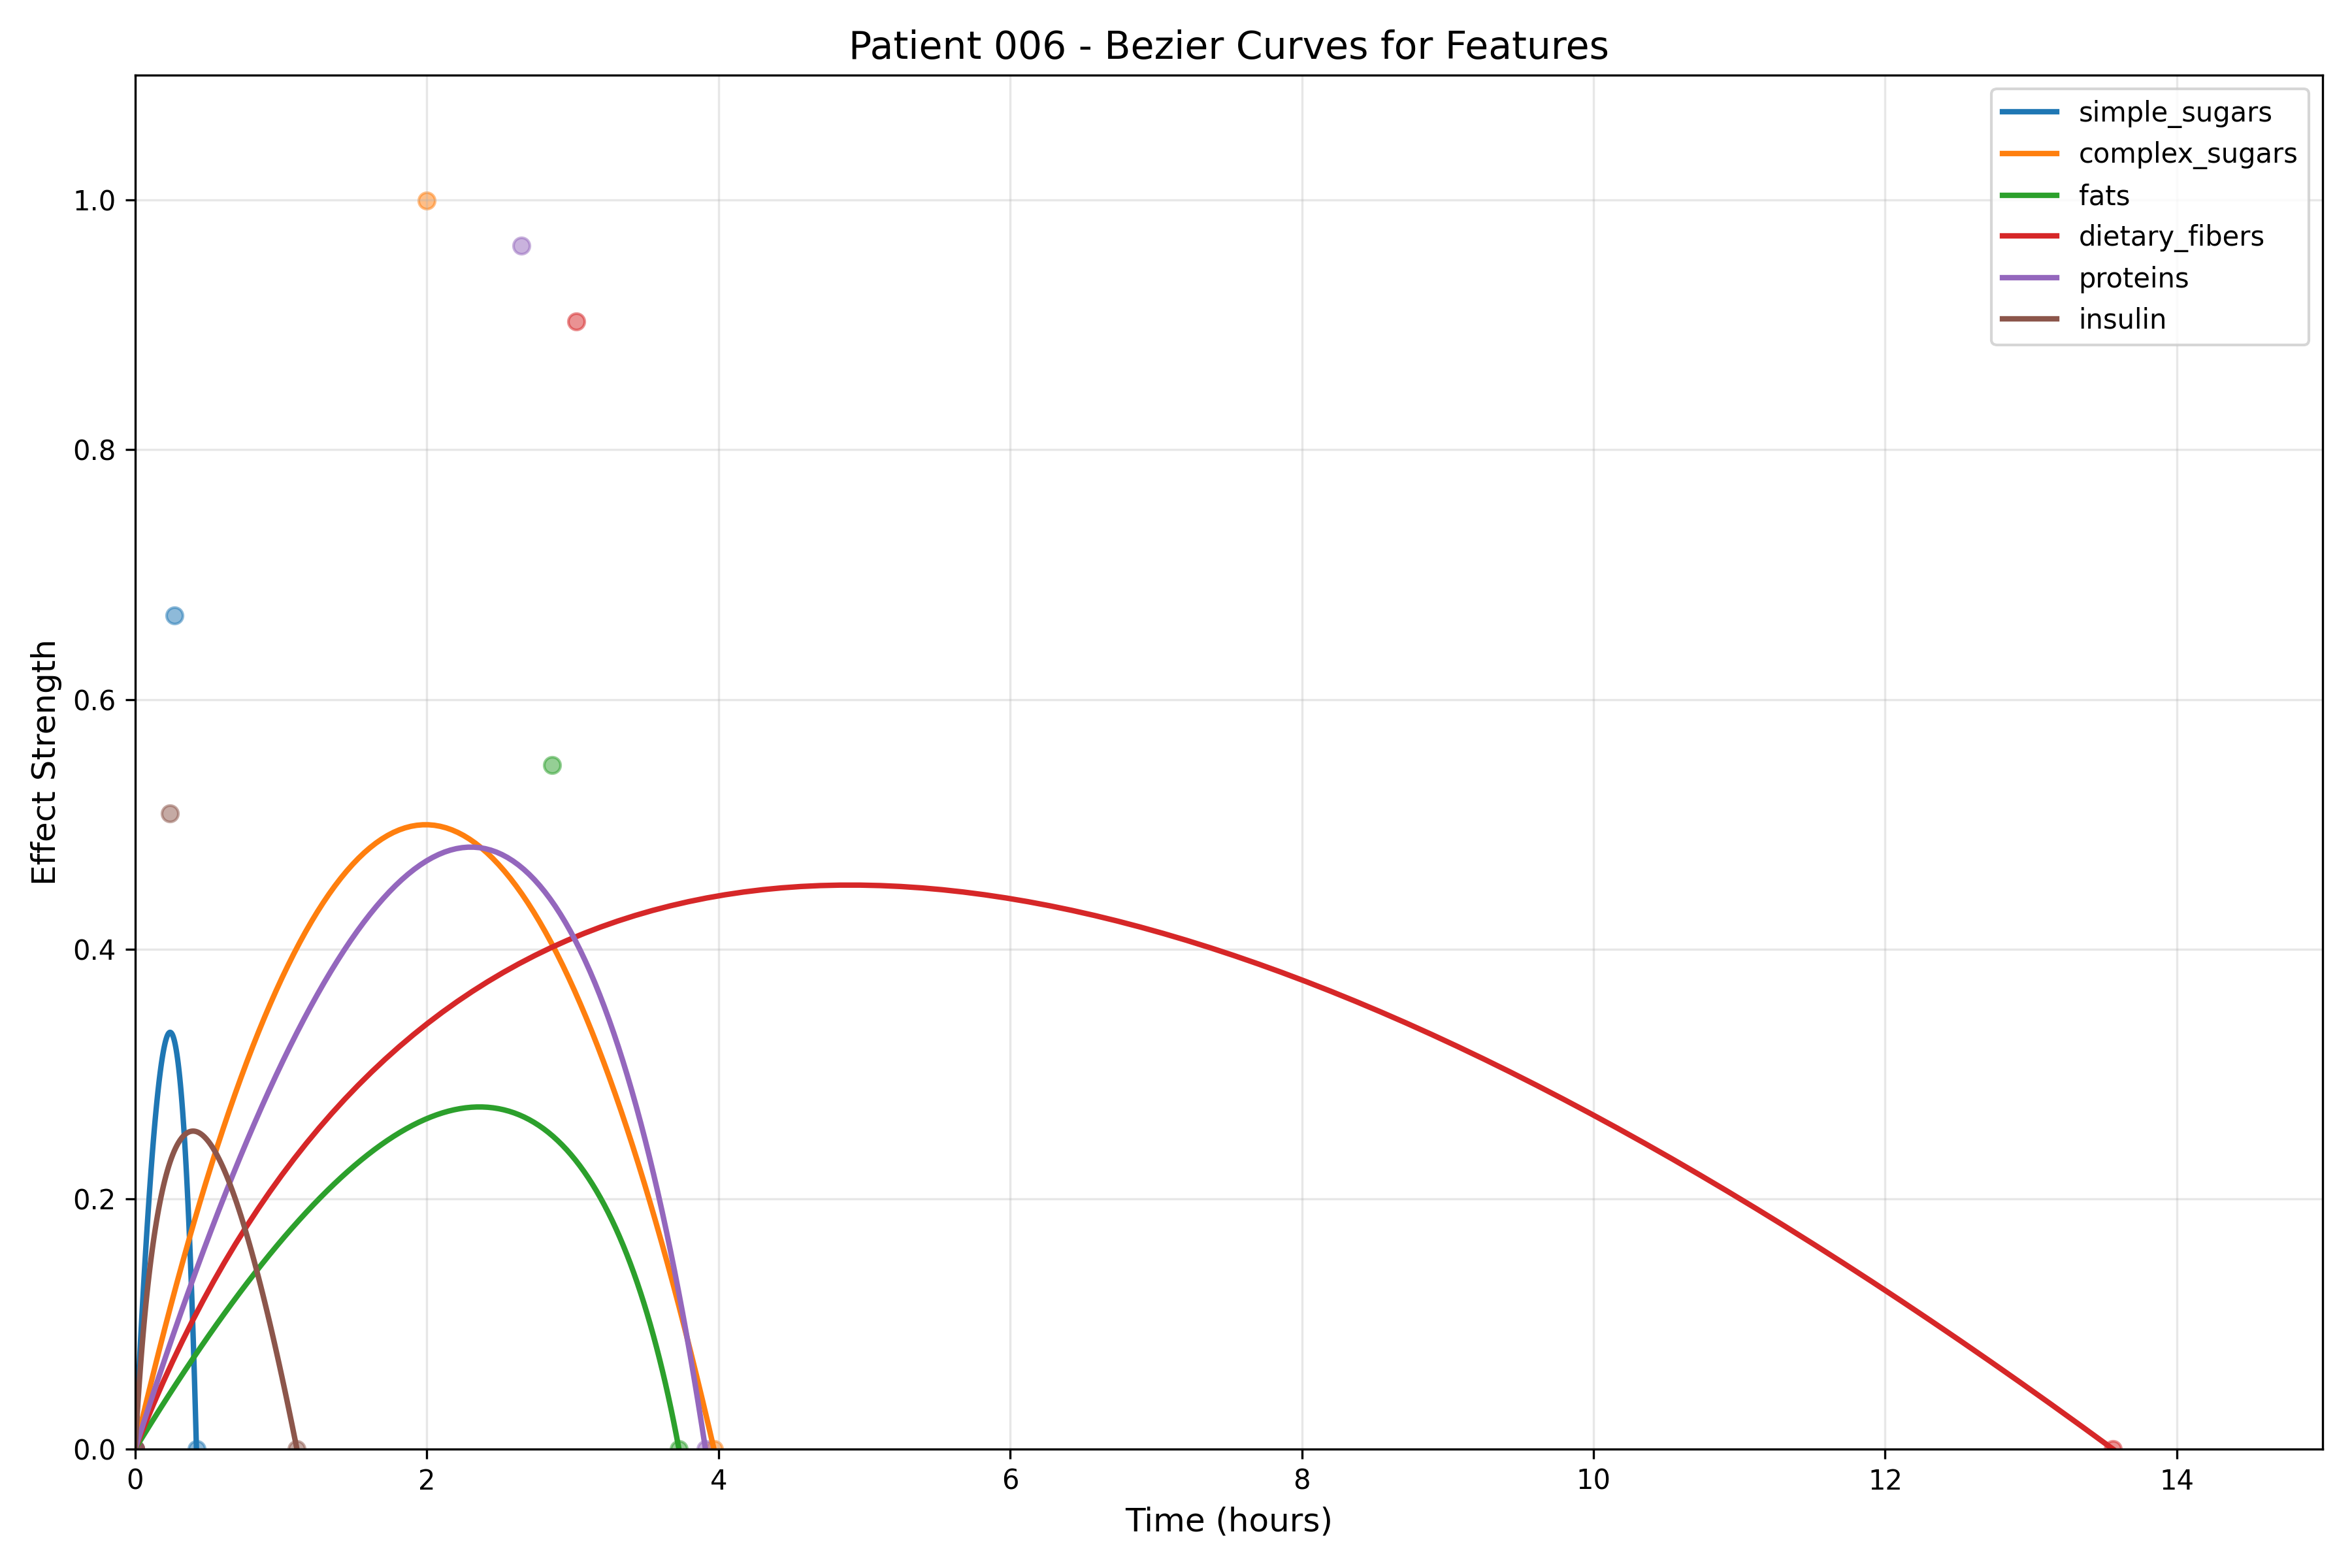 Patient 006 - Bezier Curves for Features
simple_sugars
complex_sugars
fats
dietary_fibers
proteins
insulin
Effect Strength
1.0
0.8
0.6
0.4
0.2
0.0
0 2 4 6 8 10 12 14
Time (hours)